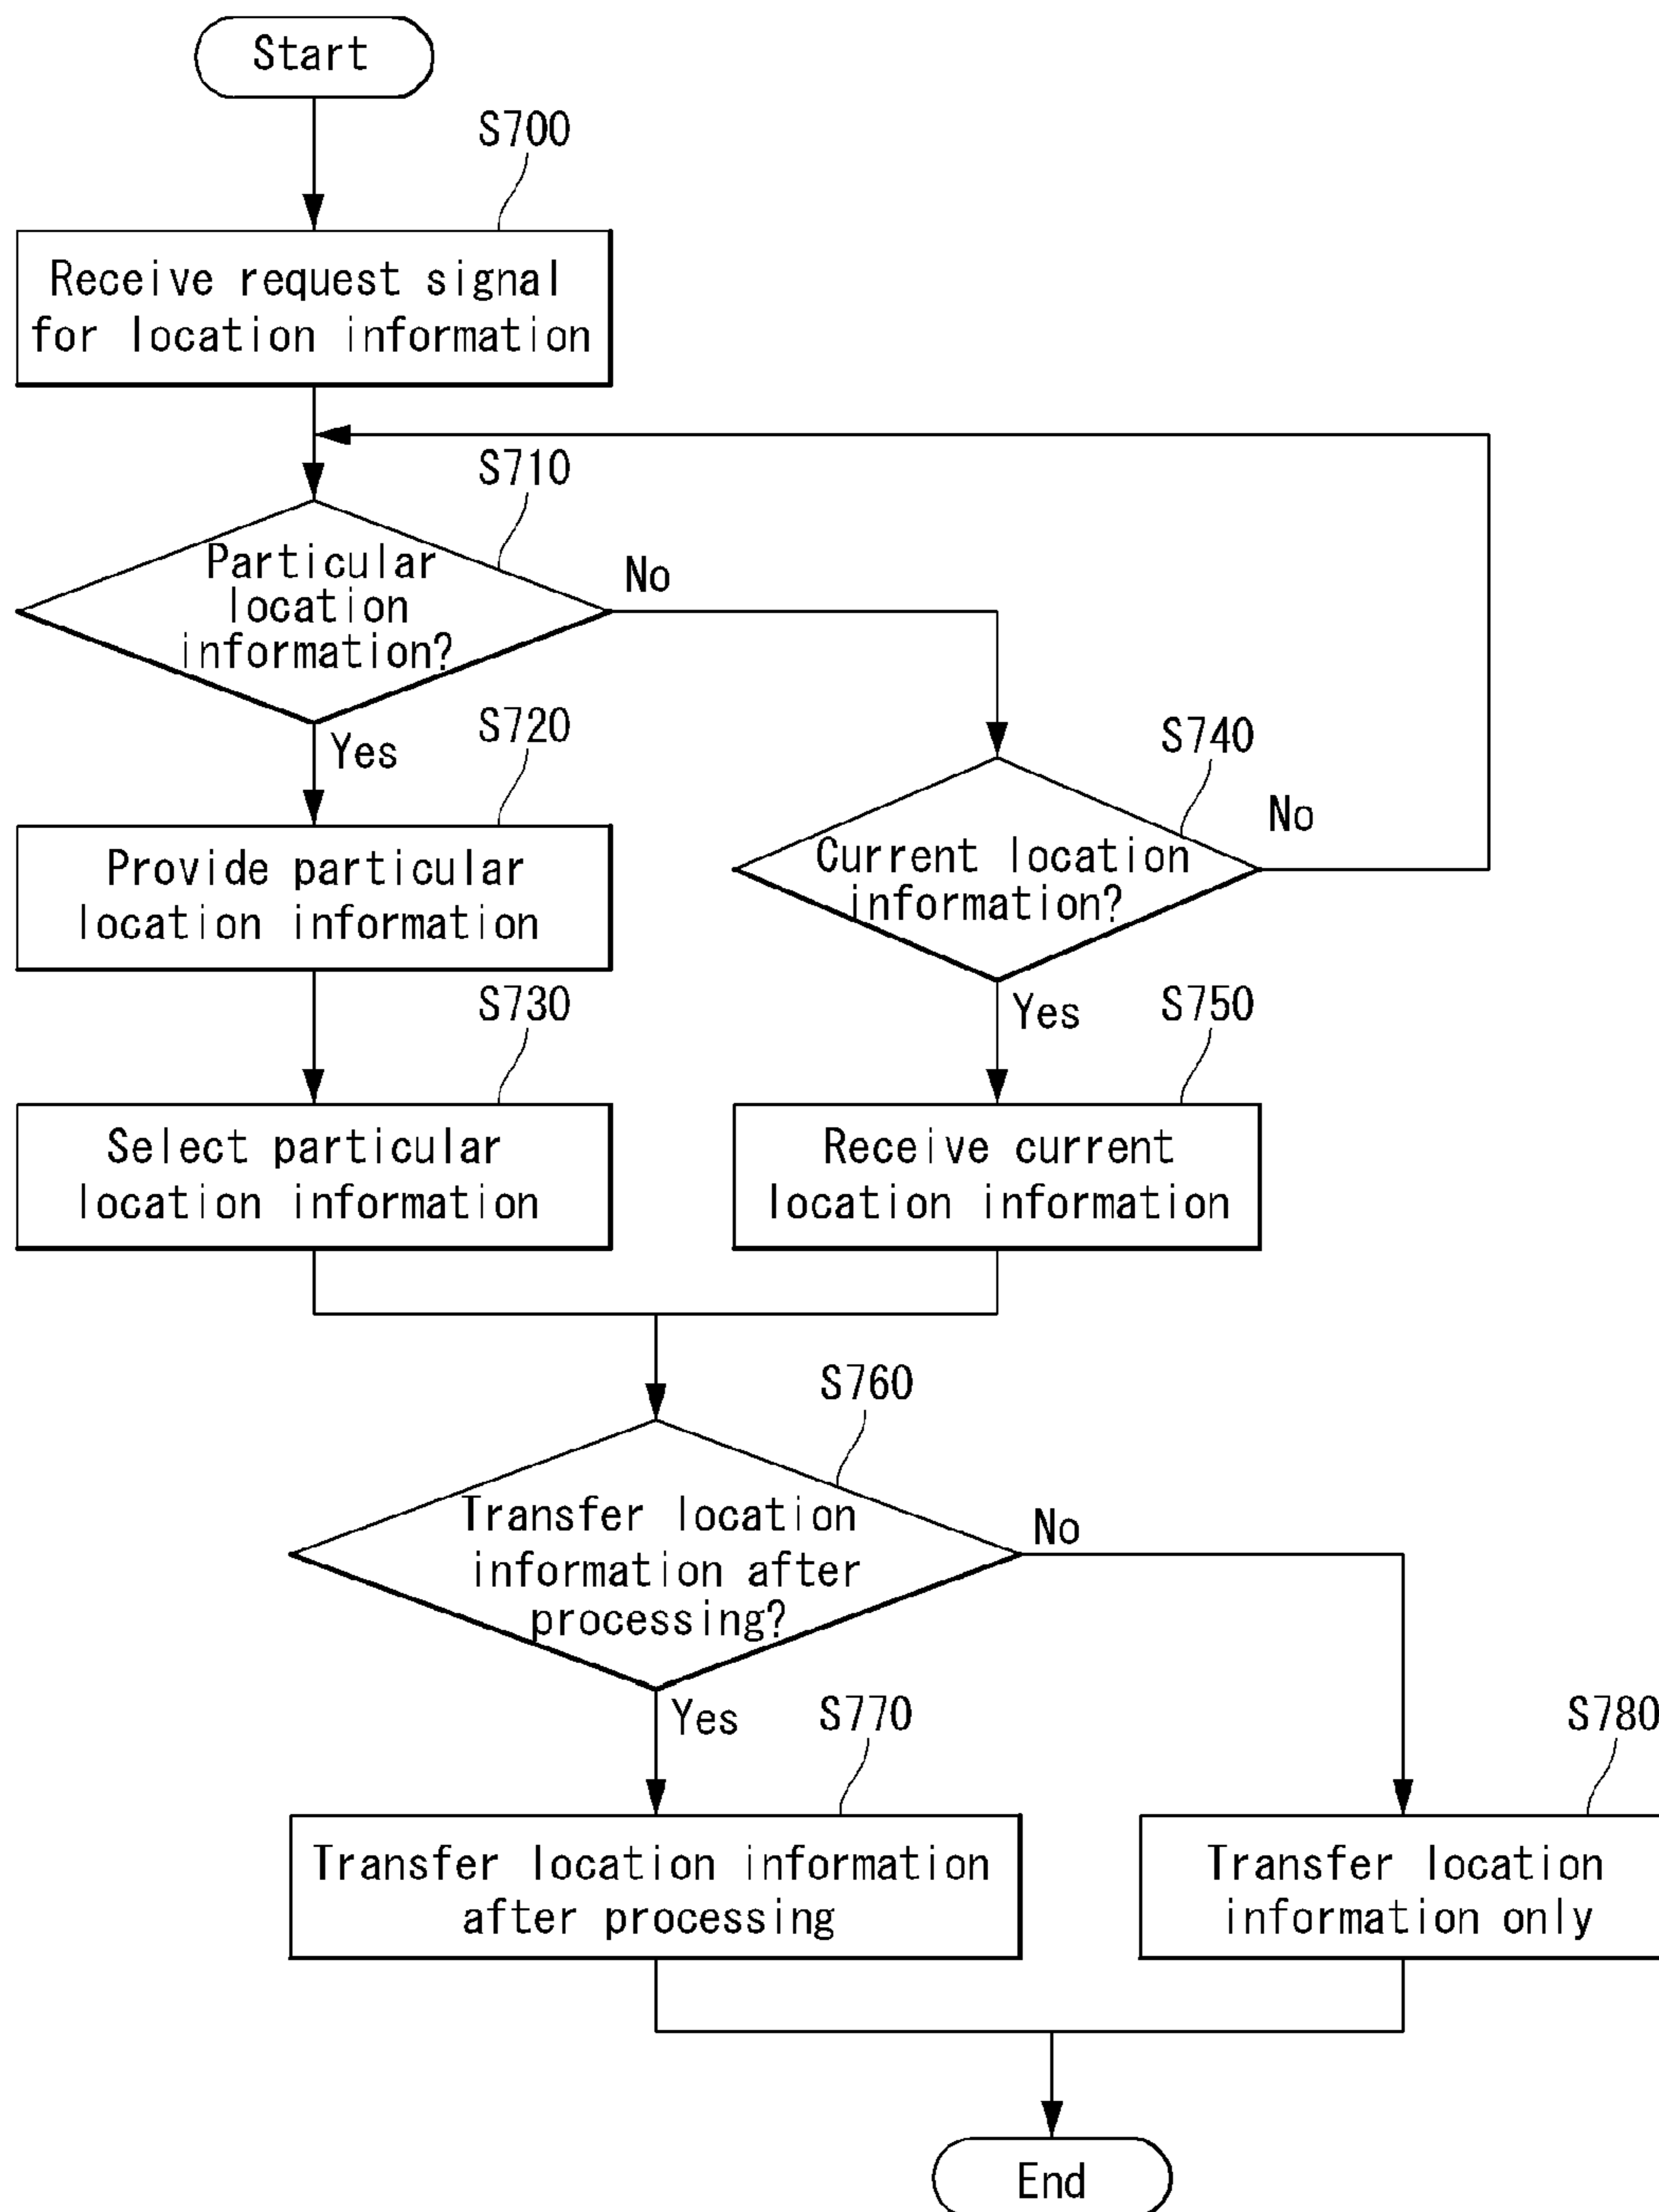 Start
S700
Receive request signal
for location information
S710
Particular
location
information?
No
Yes
S720
S740
No
Provide particular
location information
Current location
information?
S730
Yes
S750
Select particular
location information
Receive current
location information
S760
Transfer location
information after
processing?
No
Yes
S770
S780
Transfer location information
after processing
Transfer location
information only
End